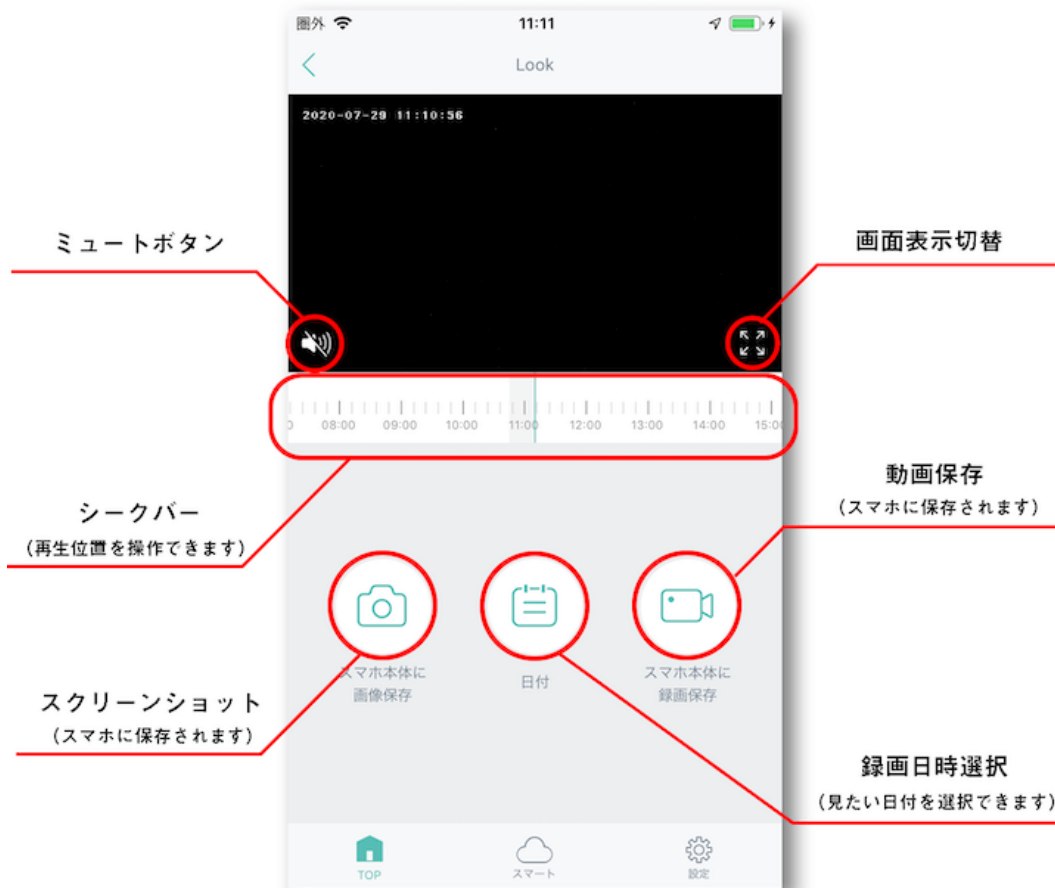 圏外 11:11
Look
2020-07-29 11:10:56
ミュートボタン
画面表示切替
0 08:00 09:00 10:00 11:00 12:00 13:00 14:00 15:00
シークバー
(再生位置を操作できます)
動画保存
(スマホに保存されます)
スマホ本体に
画像保存
日付
スマホ本体に
録画保存
スクリーンショット
(スマホに保存されます)
録画日時選択
(見たい日付を選択できます)
TOP スマート 設定